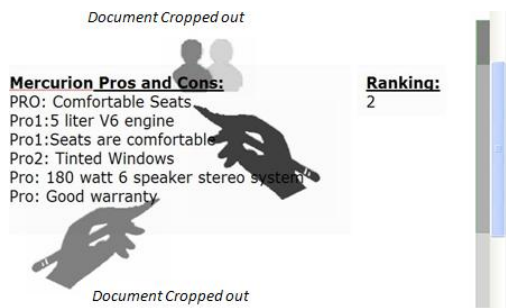 Document Cropped out
Mercurion Pros and Cons:
Ranking:
PRO: Comfortable Seats
2
Pro1:5 liter V6 engine
Pro1:Seats are comfortable
Pro2: Tinted Windows
Pro: 180 watt 6 speaker stereo system
Pro: Good warranty
Document Cropped out